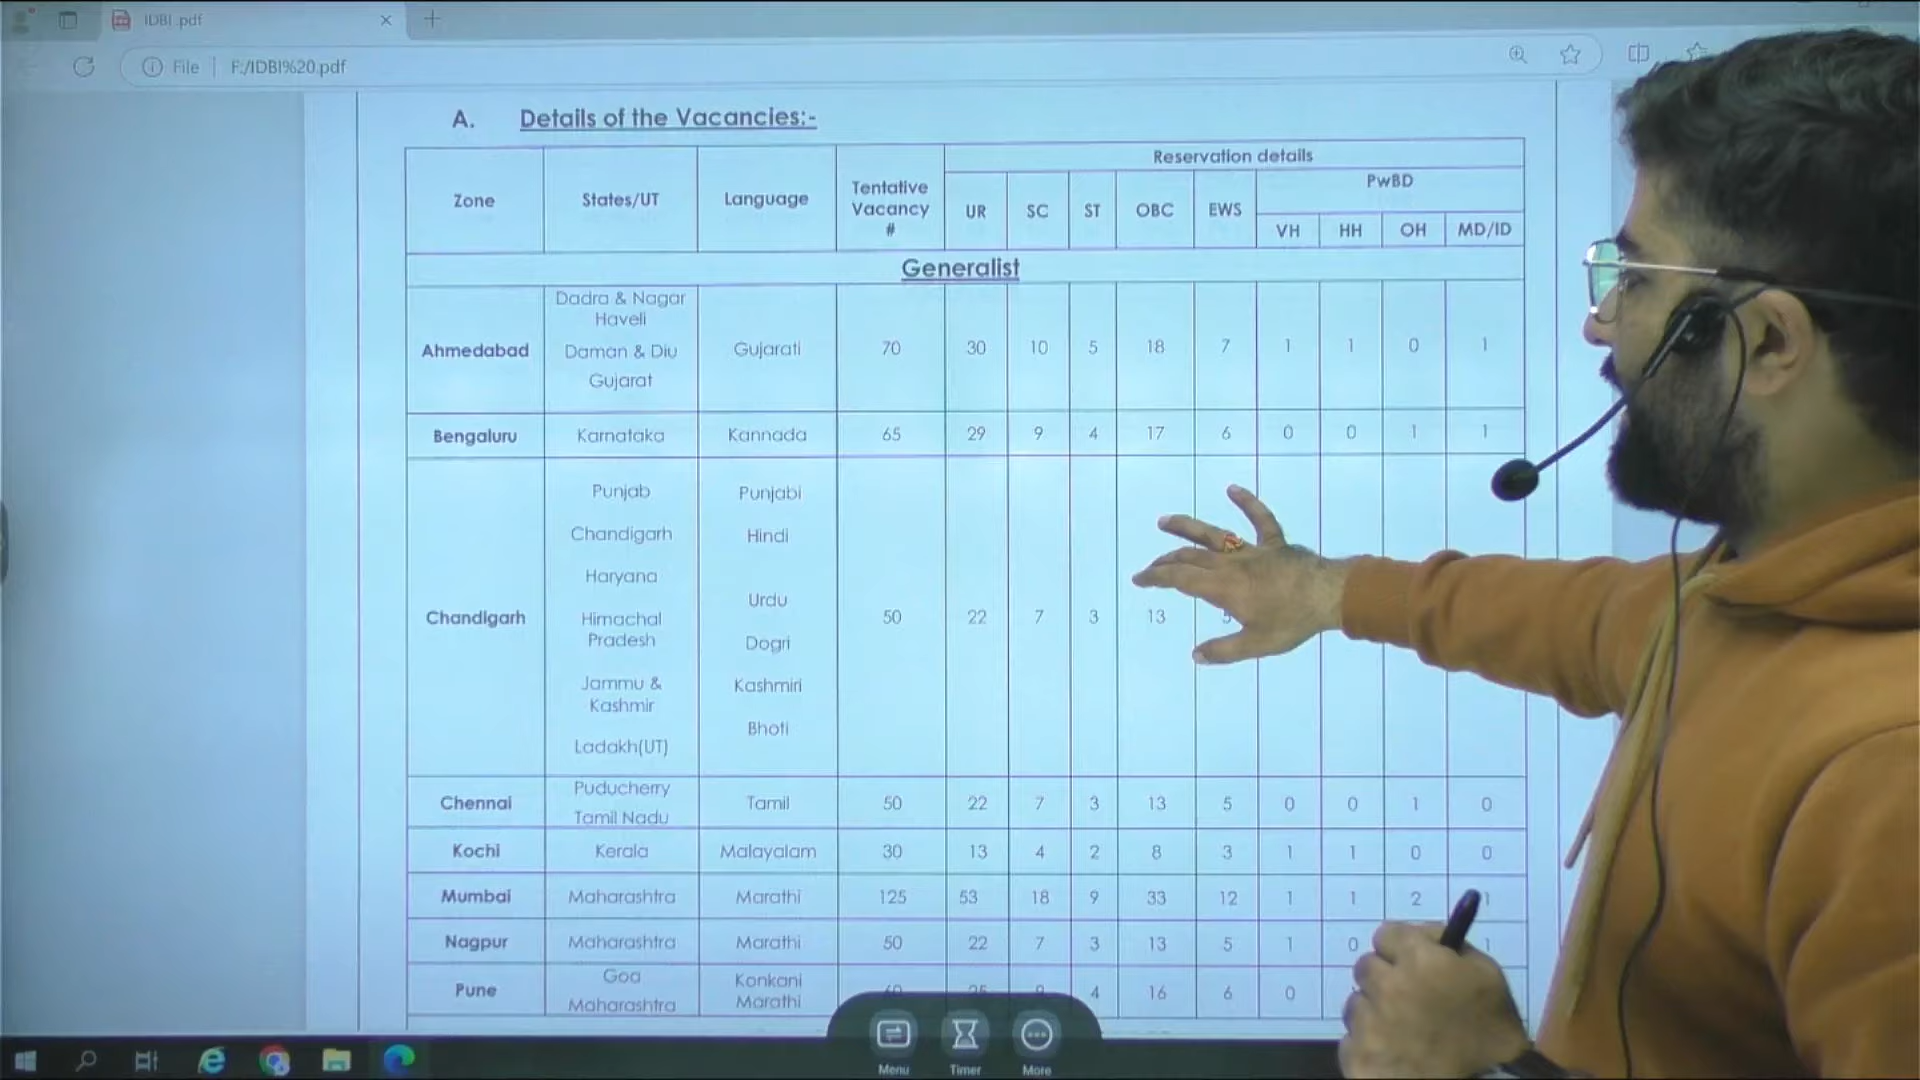 IDBI .pdf
File F:/IDBI%20.pdf
A. Details of the Vacancies:-
Zone States/UT Language Tentative Vacancy # Reservation details
UR SC ST OBC EWS PwBD
VH HH OH MD/ID
Generalist
Ahmedabad Dadra & Nagar Haveli Daman & Diu Gujarat Gujarati 70 30 10 5 18 7 1 1 0 1
Bengaluru Karnataka Kannada 65 29 9 4 17 6 0 0 1 1
Punjab Punjabi
Chandigarh Hindi
Haryana
Urdu
Chandigarh Himachal Pradesh 50 22 7 3 13
Dogri
Jammu & Kashmir Kashmiri
Bhoti
Ladakh(UT)
Chennai Puducherry Tamil Nadu Tamil 50 22 7 3 13 5 0 0 1 0
Kochi Kerala Malayalam 30 13 4 2 8 3 1 1 0 0
Mumbai Maharashtra Marathi 125 53 18 9 33 12 1 1 2 1
Nagpur Maharashtra Marathi 50 22 7 3 13 5 1 0 1
Pune Goa Maharashtra Konkani Marathi 4 16 6 0
Menu Timer More